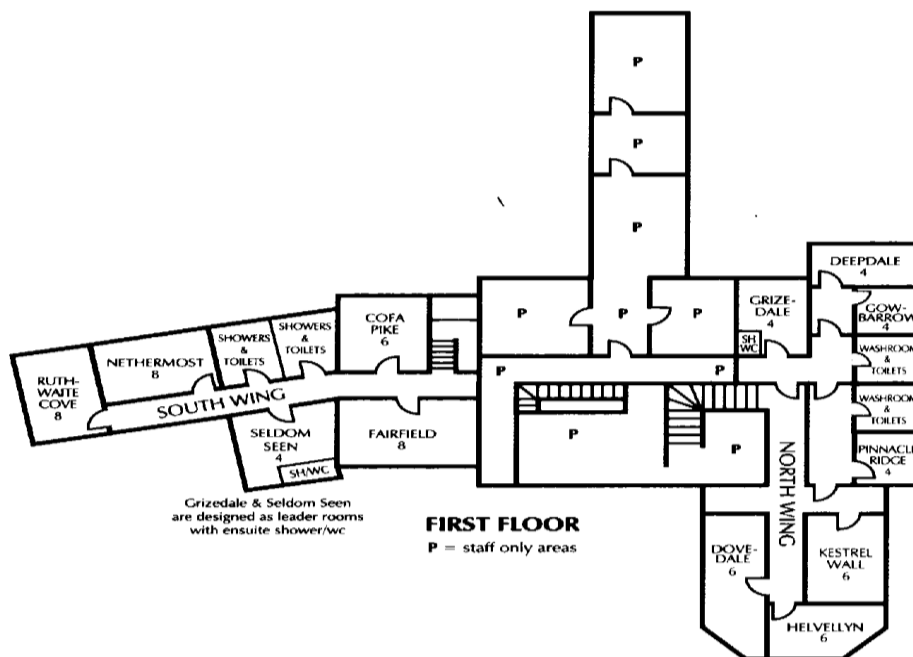 P
P
P
DEEPDALE
4
P
P
P
GRIZE-
DALE
4
GOW-
BARROW
4
COFA
PIKE
6
SHOWERS
&
TOILETS
SHOWERS
&
TOILETS
SH
WC
WASHROOM
& TOILETS
NETHERMOST
8
P
P
RUTH-
WAITE
COVE
8
SOUTH WING
WASHROOM
&
TOILETS
SELDOM
SEEN
4
FAIRFIELD
8
P
P
PINNACLE
RIDGE
4
SH/WC
NORTH WING
Grizedale & Seldom Seen
are designed as leader rooms
with ensuite shower/wc
FIRST FLOOR
P = staff only areas
DOVE-
DALE
6
KESTREL
WALL
6
HELVELLYN
6